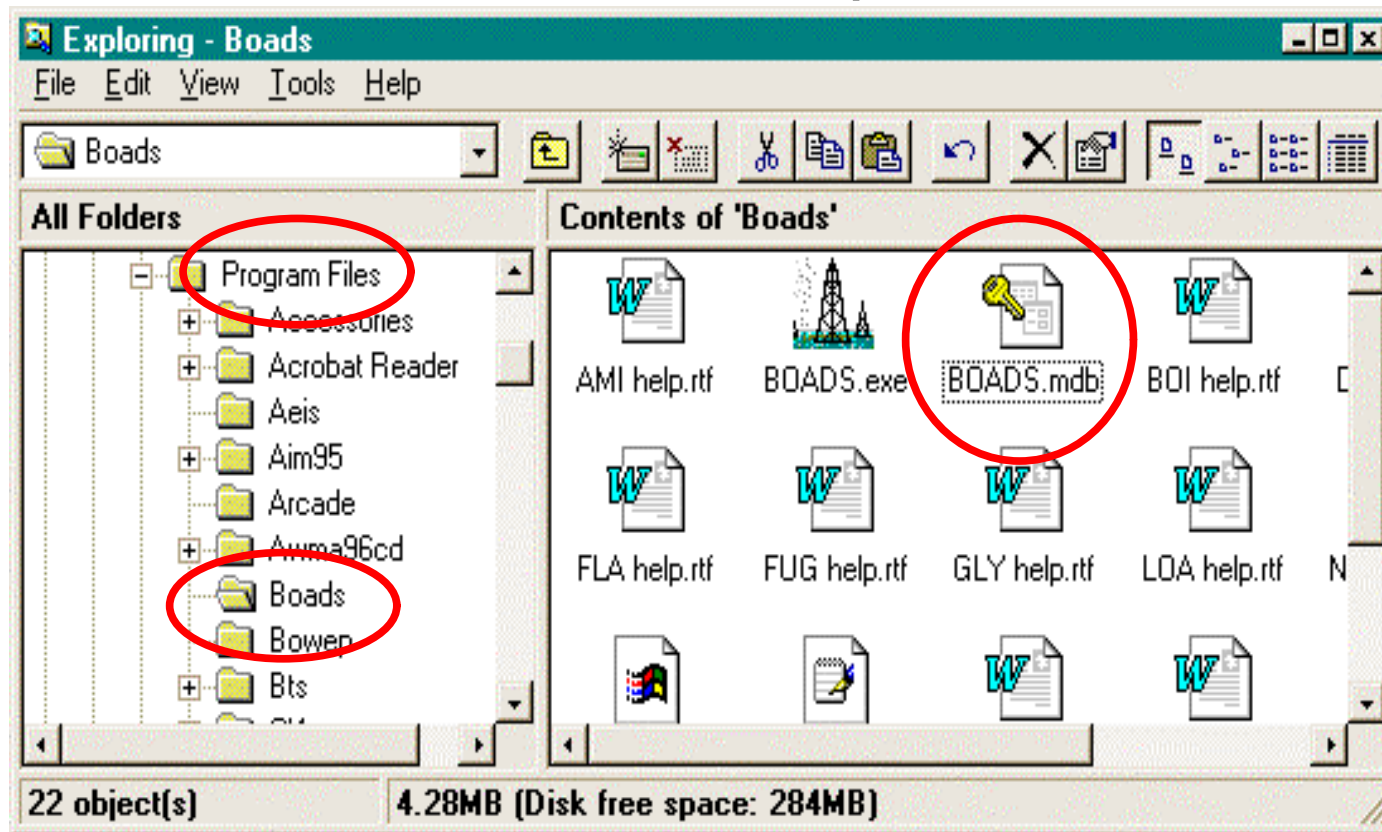 Exploring - Boads
File Edit View Tools Help
Boads
All Folders
Contents of 'Boads'
Program Files
Accessories
Acrobat Reader
Aeis
Aim95
Arcade
Awma96cd
Boads
Bowep
Bts
AMI help.rtf BOADS.exe BOADS.mdb BOI help.rtf
FLA help.rtf FUG help.rtf GLY help.rtf LOA help.rtf N
22 object(s) 4.28MB (Disk free space: 284MB)